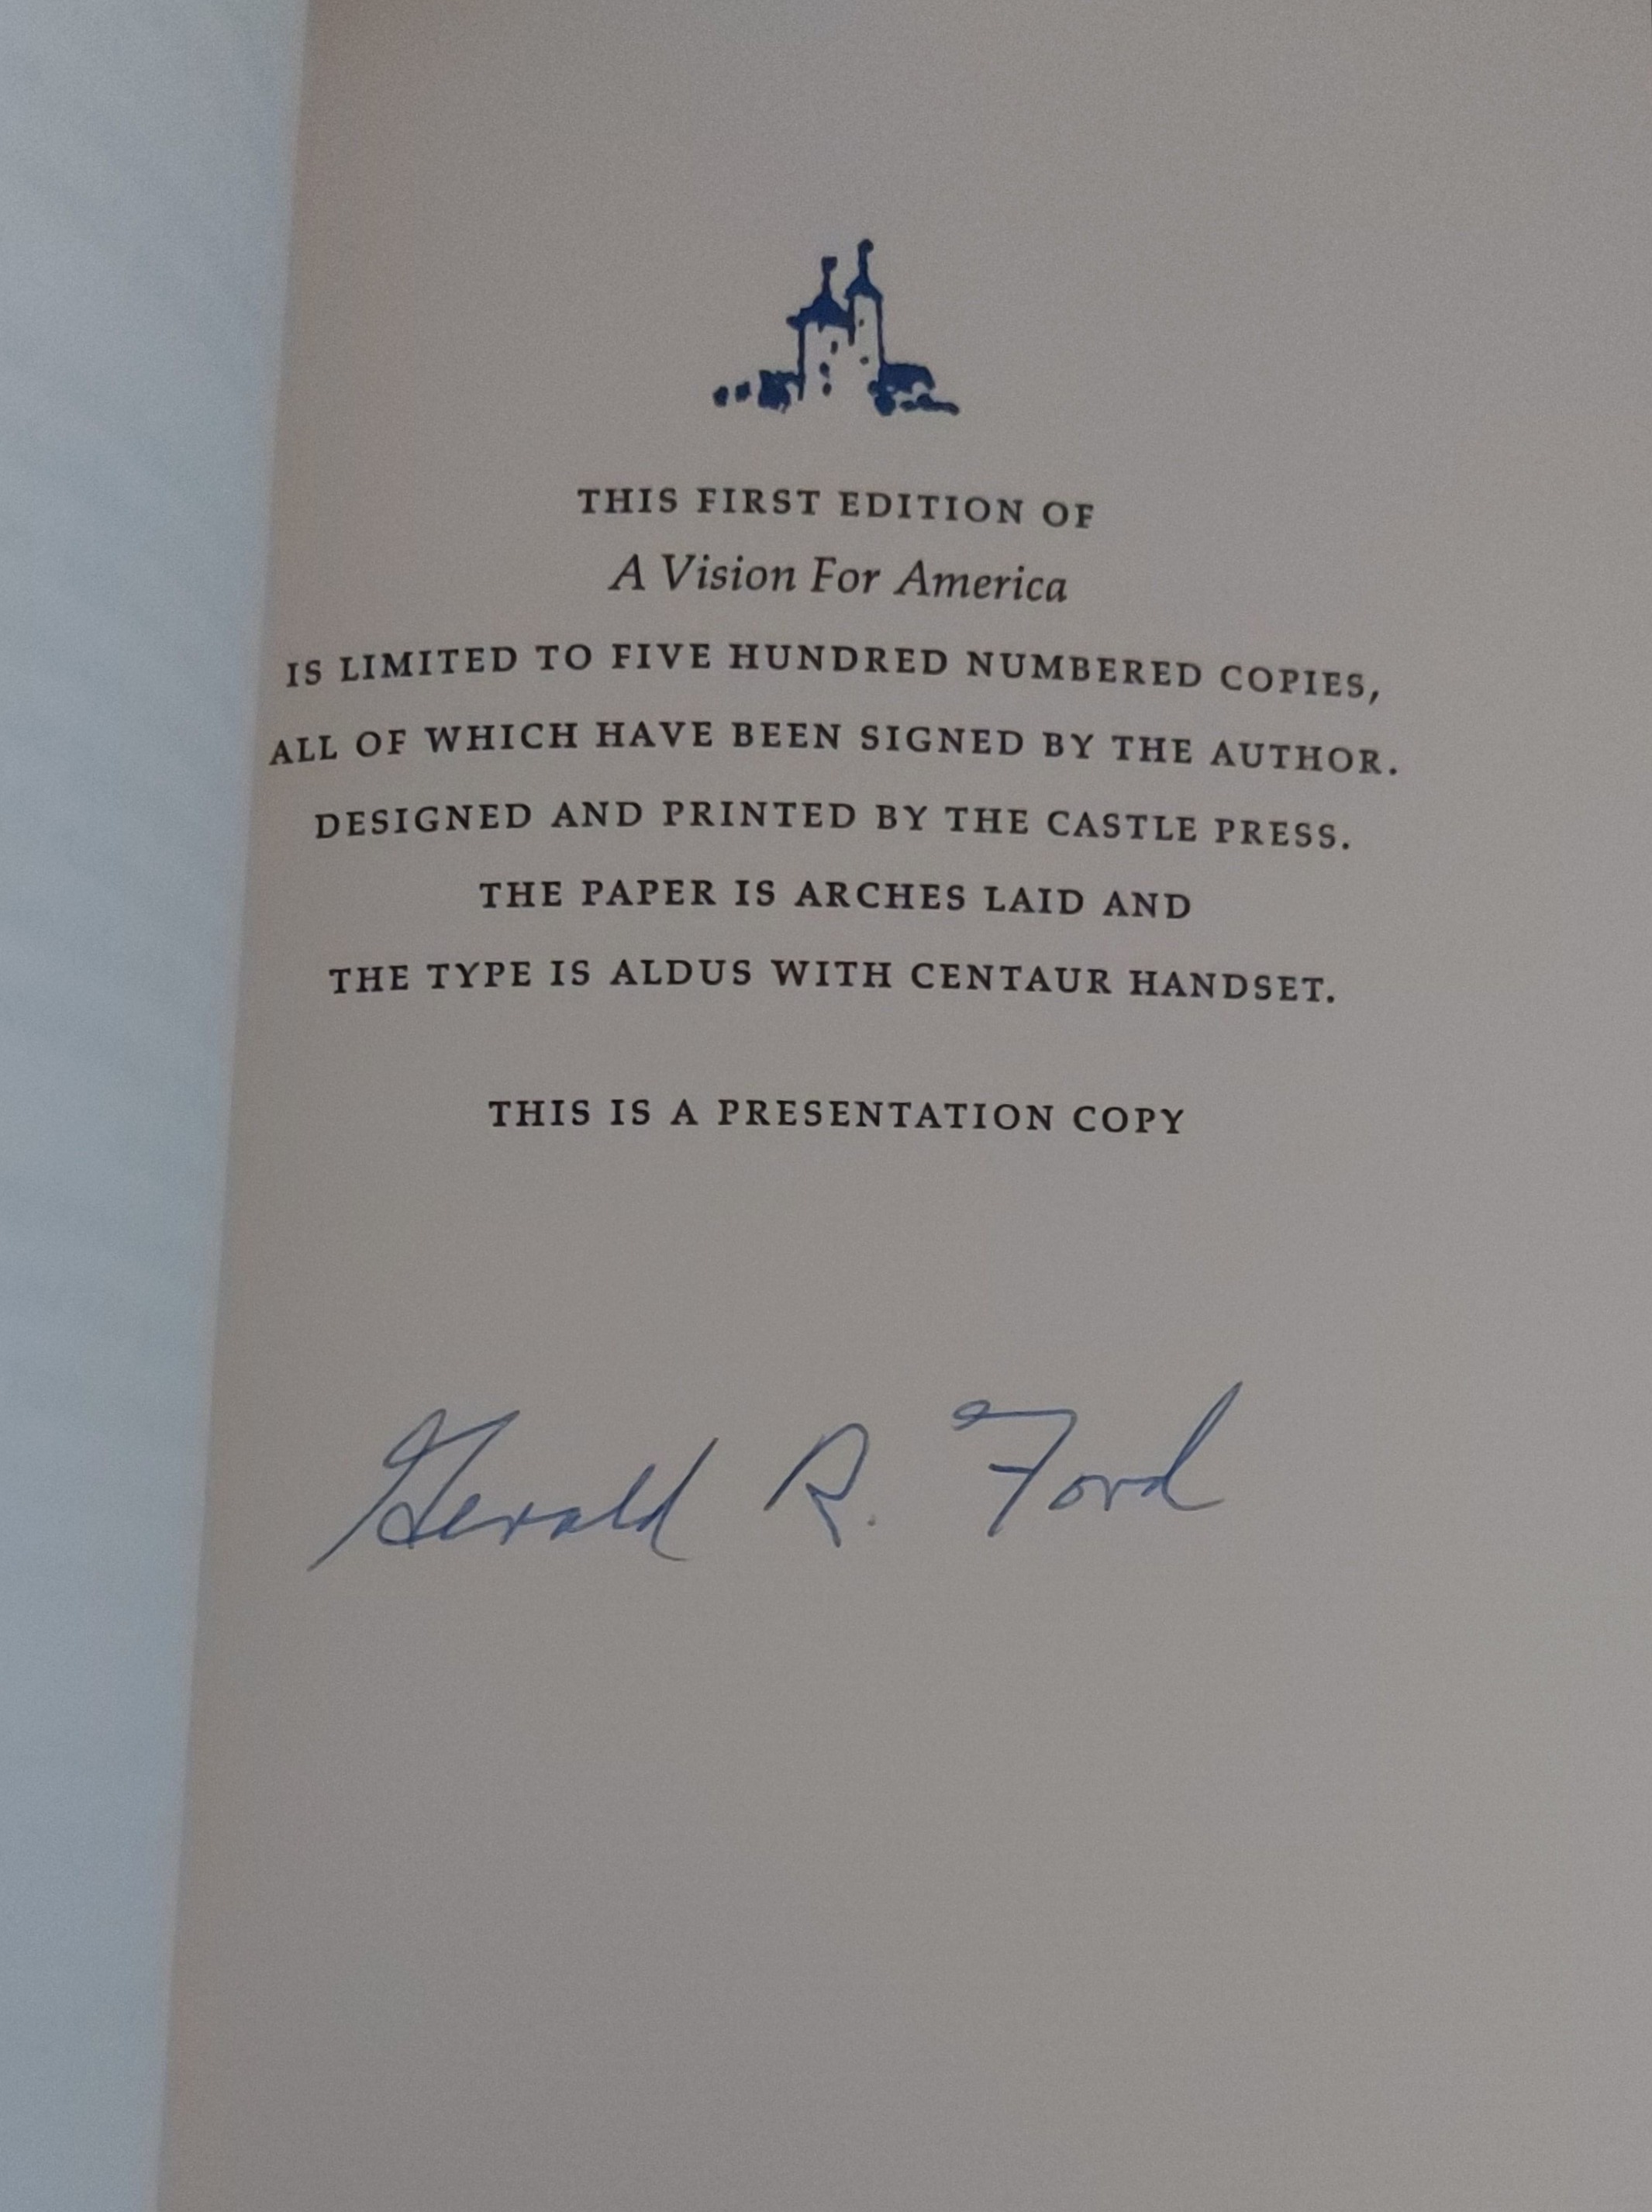 THIS FIRST EDITION OF
A Vision For America
IS LIMITED TO FIVE HUNDRED NUMBERED COPIES,
ALL OF WHICH HAVE BEEN SIGNED BY THE AUTHOR.
DESIGNED AND PRINTED BY THE CASTLE PRESS.
THE PAPER IS ARCHES LAID AND
THE TYPE IS ALDUS WITH CENTAUR HANDSET.
THIS IS A PRESENTATION COPY
Gerald R. Ford